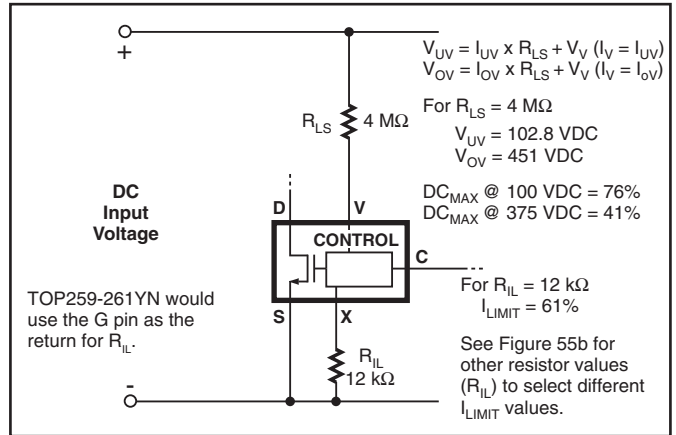 +
V_UV = I_UV x R_LS + V_V (I_V = I_UV)
V_OV = I_OV x R_LS + V_V (I_V = I_oV)
R_LS 4 MΩ
For R_LS = 4 MΩ
V_UV = 102.8 VDC
V_OV = 451 VDC
DC_MAX @ 100 VDC = 76%
DC_MAX @ 375 VDC = 41%
DC
Input
Voltage
D
V
CONTROL
C
S
X
For R_IL = 12 kΩ
I_LIMIT = 61%
TOP259-261YN would
use the G pin as the
return for R_IL.
R_IL
12 kΩ
See Figure 55b for
other resistor values
(R_IL) to select different
I_LIMIT values.
-